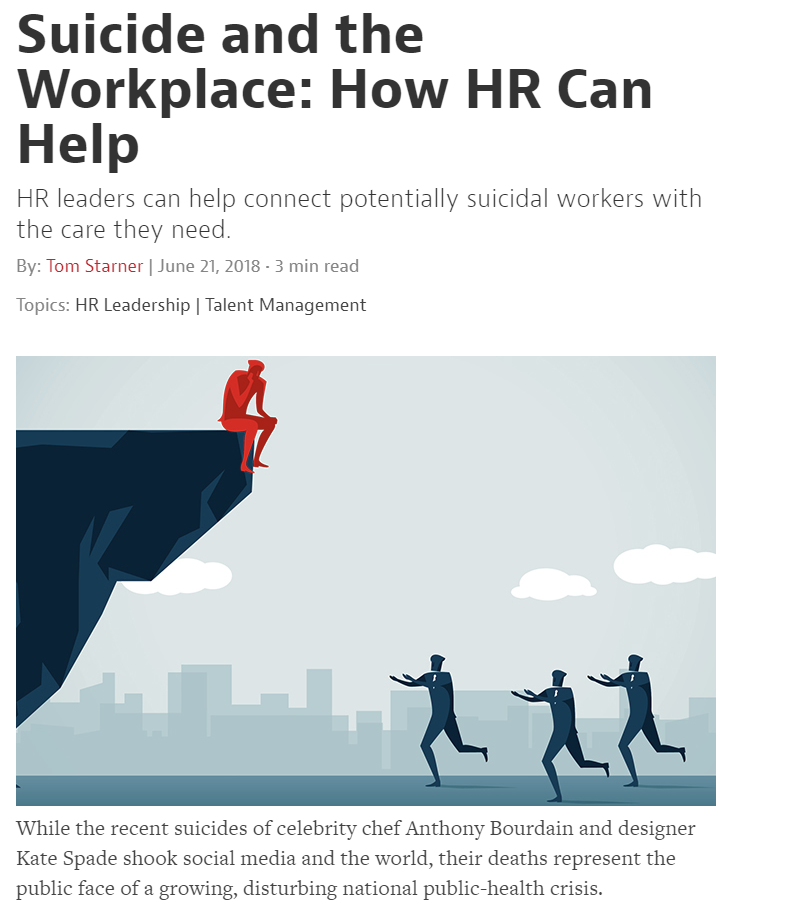 Suicide and the
Workplace: How HR Can
Help
HR leaders can help connect potentially suicidal workers with
the care they need.
By: Tom Starner | June 21, 2018 · 3 min read
Topics: HR Leadership | Talent Management
While the recent suicides of celebrity chef Anthony Bourdain and designer
Kate Spade shook social media and the world, their deaths represent the
public face of a growing, disturbing national public-health crisis.